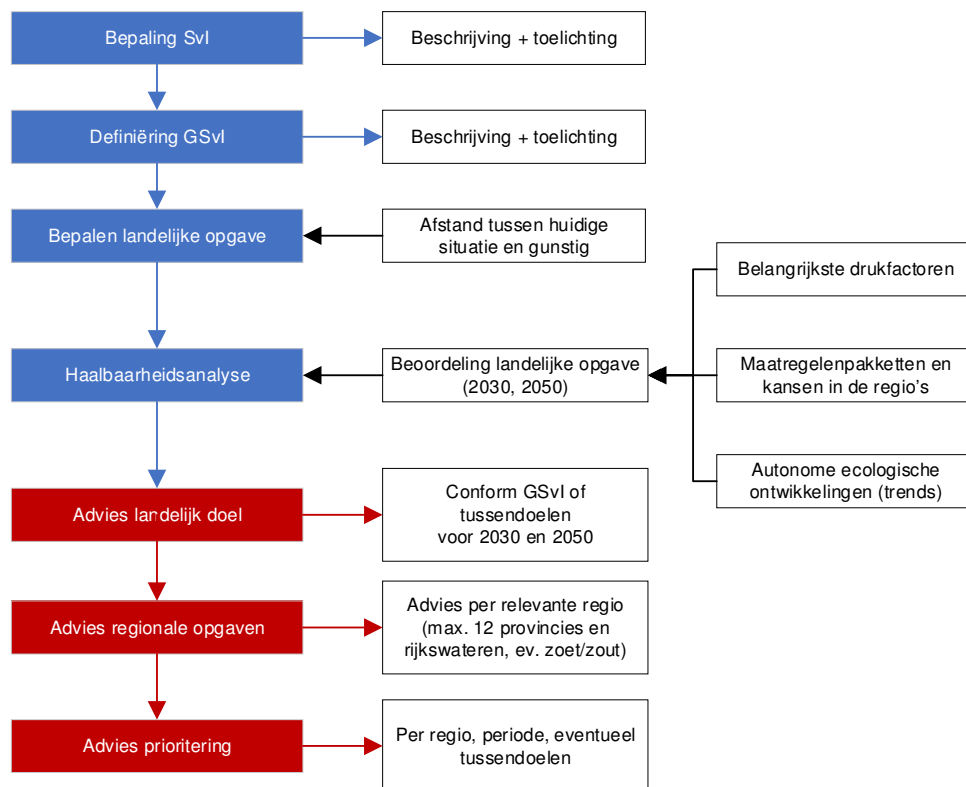 Bepaling SvI
Beschrijving + toelichting
Definiëring GSvI
Beschrijving + toelichting
Bepalen landelijke opgave
Afstand tussen huidige
situatie en gunstig
Belangrijkste drukfactoren
Haalbaarheidsanalyse
Beoordeling landelijke opgave
(2030, 2050)
Maatregelenpakketten en
kansen in de regio's
Autonome ecologische
ontwikkelingen (trends)
Advies landelijk doel
Conform GSvI of
tussendoelen
voor 2030 en 2050
Advies regionale opgaven
Advies per relevante regio
(max. 12 provincies en
rijkswateren, ev. zoet/zout)
Advies prioritering
Per regio, periode, eventueel
tussendoelen